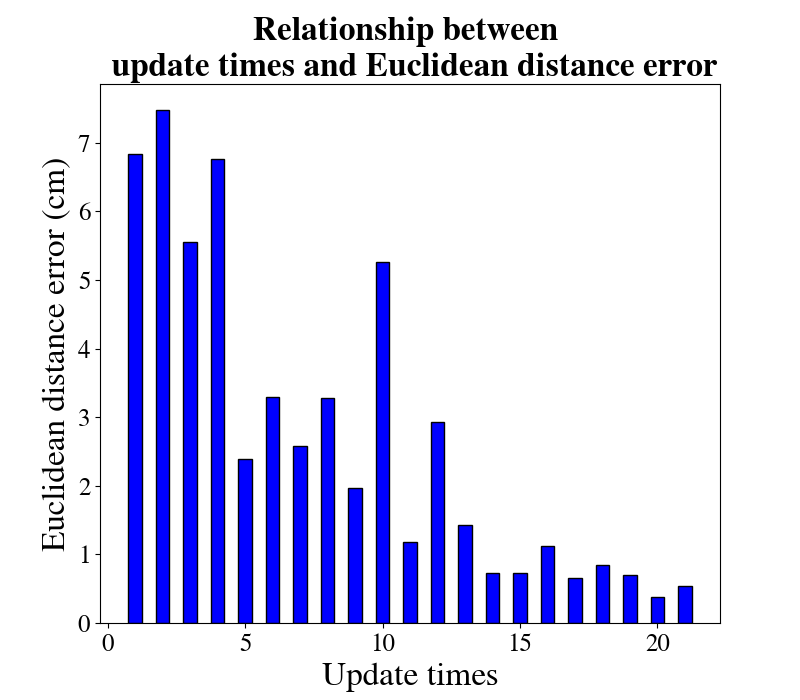 Relationship between
update times and Euclidean distance error
Euclidean distance error (cm)
7
6
5
4
3
2
1
0
0 5 10 15 20
Update times